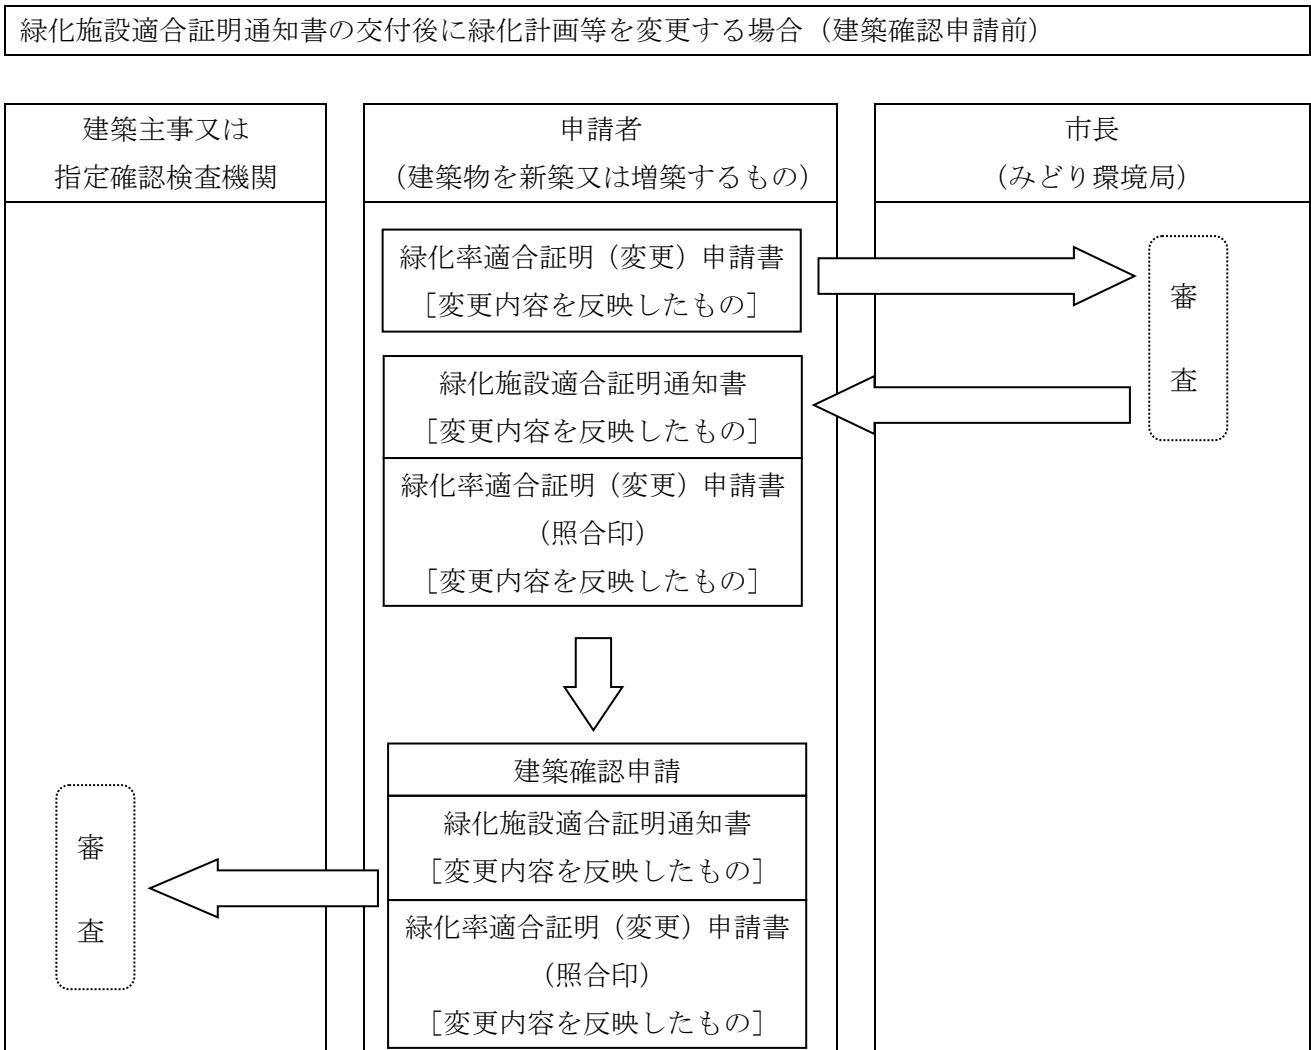 緑化施設適合証明通知書の交付後に緑化計画等を変更する場合（建築確認申請前）
建築主事又は
指定確認検査機関
申請者
（建築物を新築又は増築するもの）
市長
（みどり環境局）
緑化率適合証明（変更）申請書
［変更内容を反映したもの］
審
査
緑化施設適合証明通知書
［変更内容を反映したもの］
緑化率適合証明（変更）申請書
（照合印）
［変更内容を反映したもの］
建築確認申請
緑化施設適合証明通知書
［変更内容を反映したもの］
緑化率適合証明（変更）申請書
（照合印）
［変更内容を反映したもの］
審
査